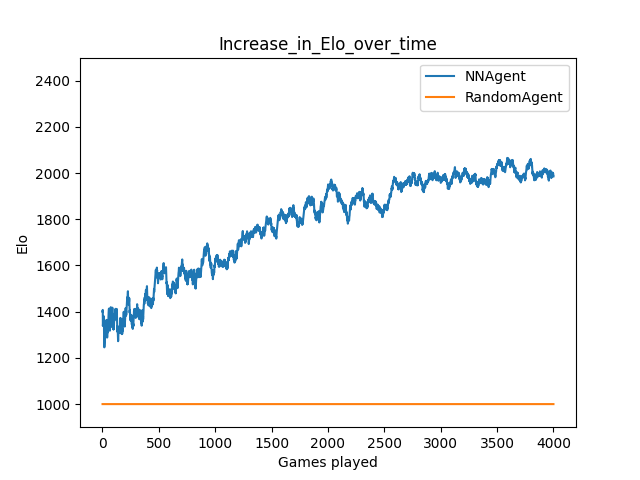 Increase_in_Elo_over_time
NNAgent
RandomAgent
2400
2200
2000
1800
1600
1400
1200
1000
Elo
0 500 1000 1500 2000 2500 3000 3500 4000
Games played